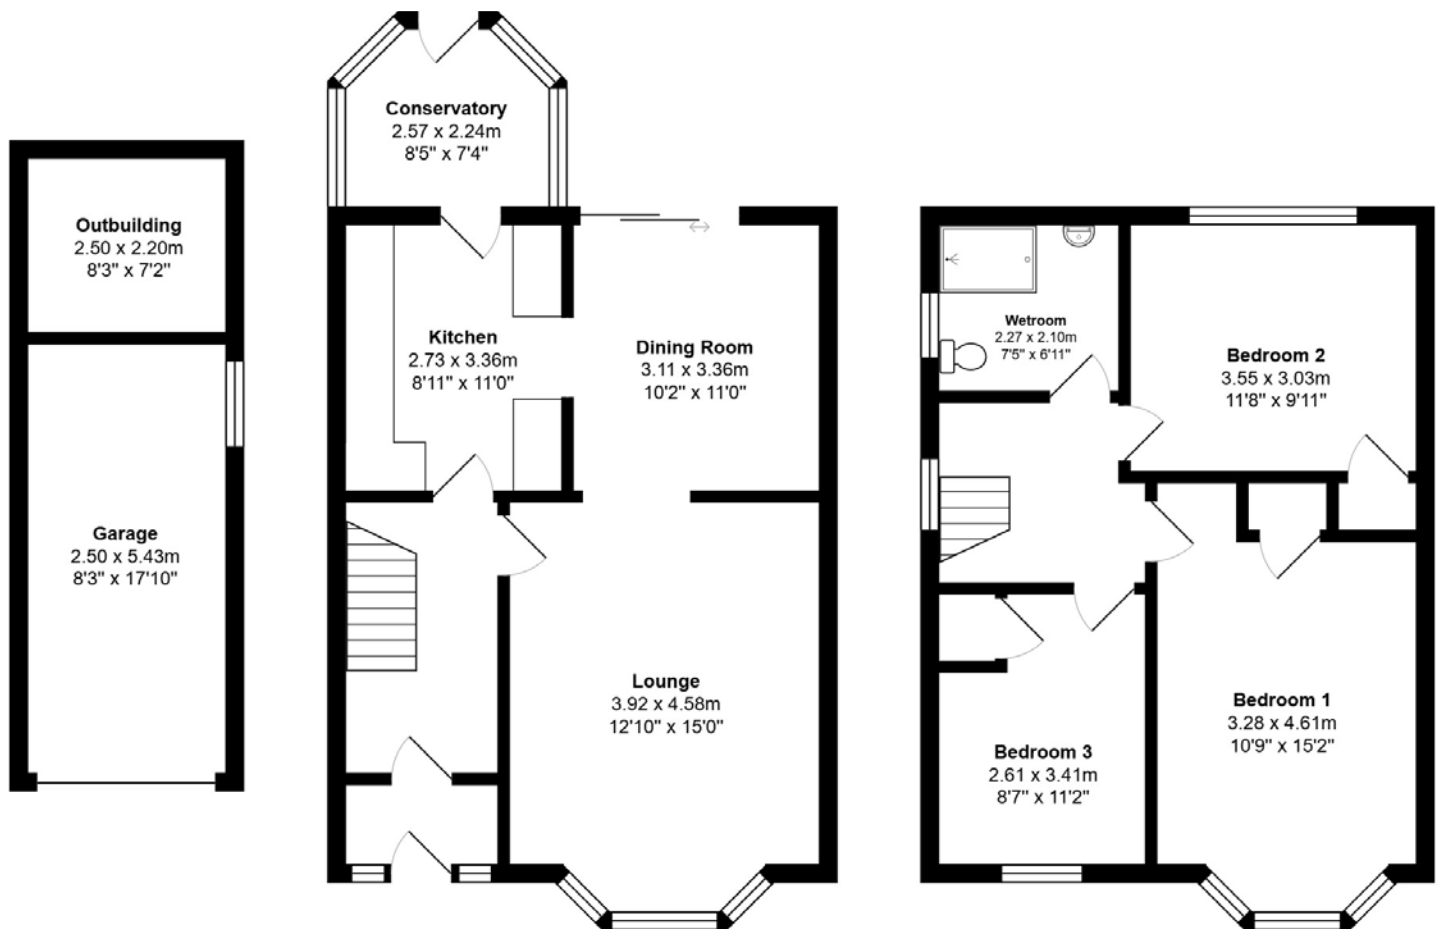 Conservatory
2.57 x 2.24m
8'5" x 7'4"
Outbuilding
2.50 x 2.20m
8'3" x 7'2"
Kitchen
2.73 x 3.36m
8'11" x 11'0"
Dining Room
3.11 x 3.36m
10'2" x 11'0"
Wetroom
2.27 x 2.10m
7'5" x 6'11"
Bedroom 2
3.55 x 3.03m
11'8" x 9'11"
Garage
2.50 x 5.43m
8'3" x 17'10"
Lounge
3.92 x 4.58m
12'10" x 15'0"
Bedroom 3
2.61 x 3.41m
8'7" x 11'2"
Bedroom 1
3.28 x 4.61m
10'9" x 15'2"